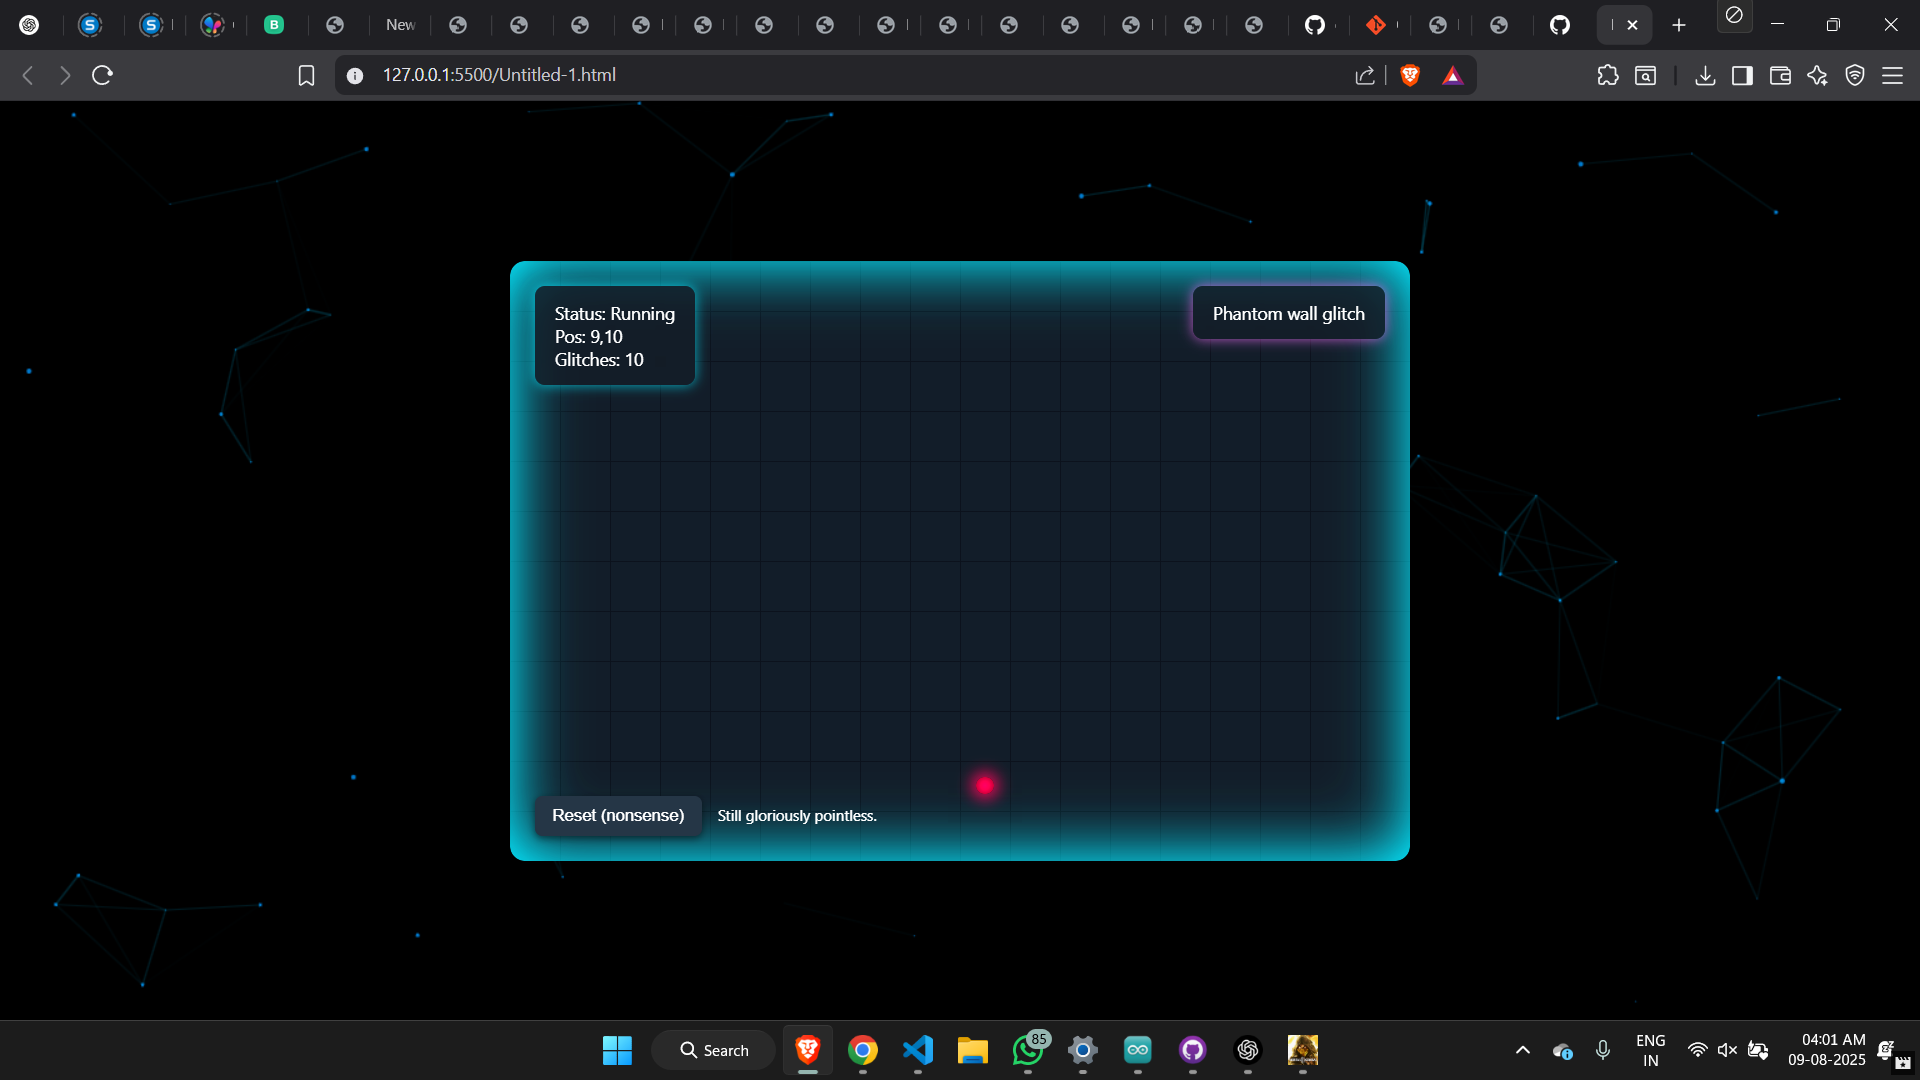 New
127.0.0.1:5500/Untitled-1.html
Status: Running
Pos: 9,10
Glitches: 10
Phantom wall glitch
Reset (nonsense)
Still gloriously pointless.
Search
85
ENG
IN
04:01 AM
09-08-2025